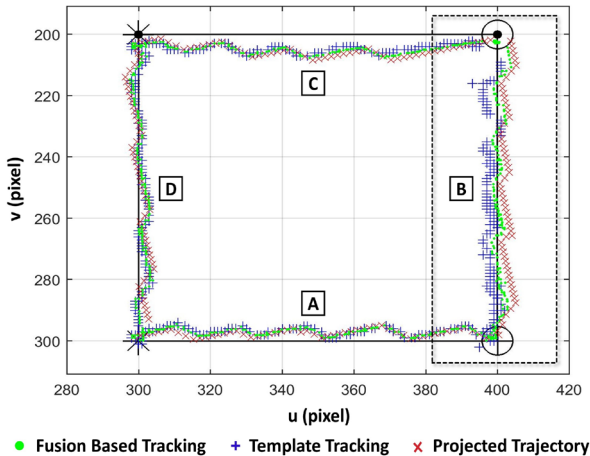 200
220
240
260
280
300
v (pixel)
C
D
B
A
280
300
320
340
360
380
400
420
u (pixel)
Fusion Based Tracking
Template Tracking
Projected Trajectory